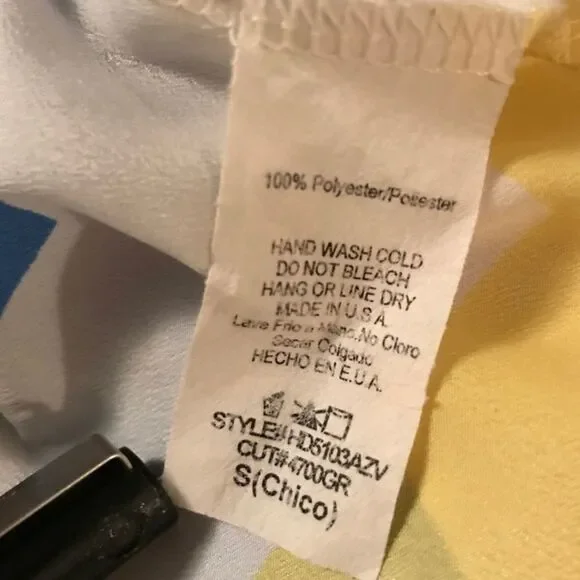 100% Polyester/Poliester
HAND WASH COLD
DO NOT BLEACH
HANG OR LINE DRY
MADE IN U.S.A.
Lave Frio a Mano.No Cloro
Secar Colgado
HECHO EN E.U.A.
STYLE#HD5103AZV
CUT#4700GR
S(Chico)